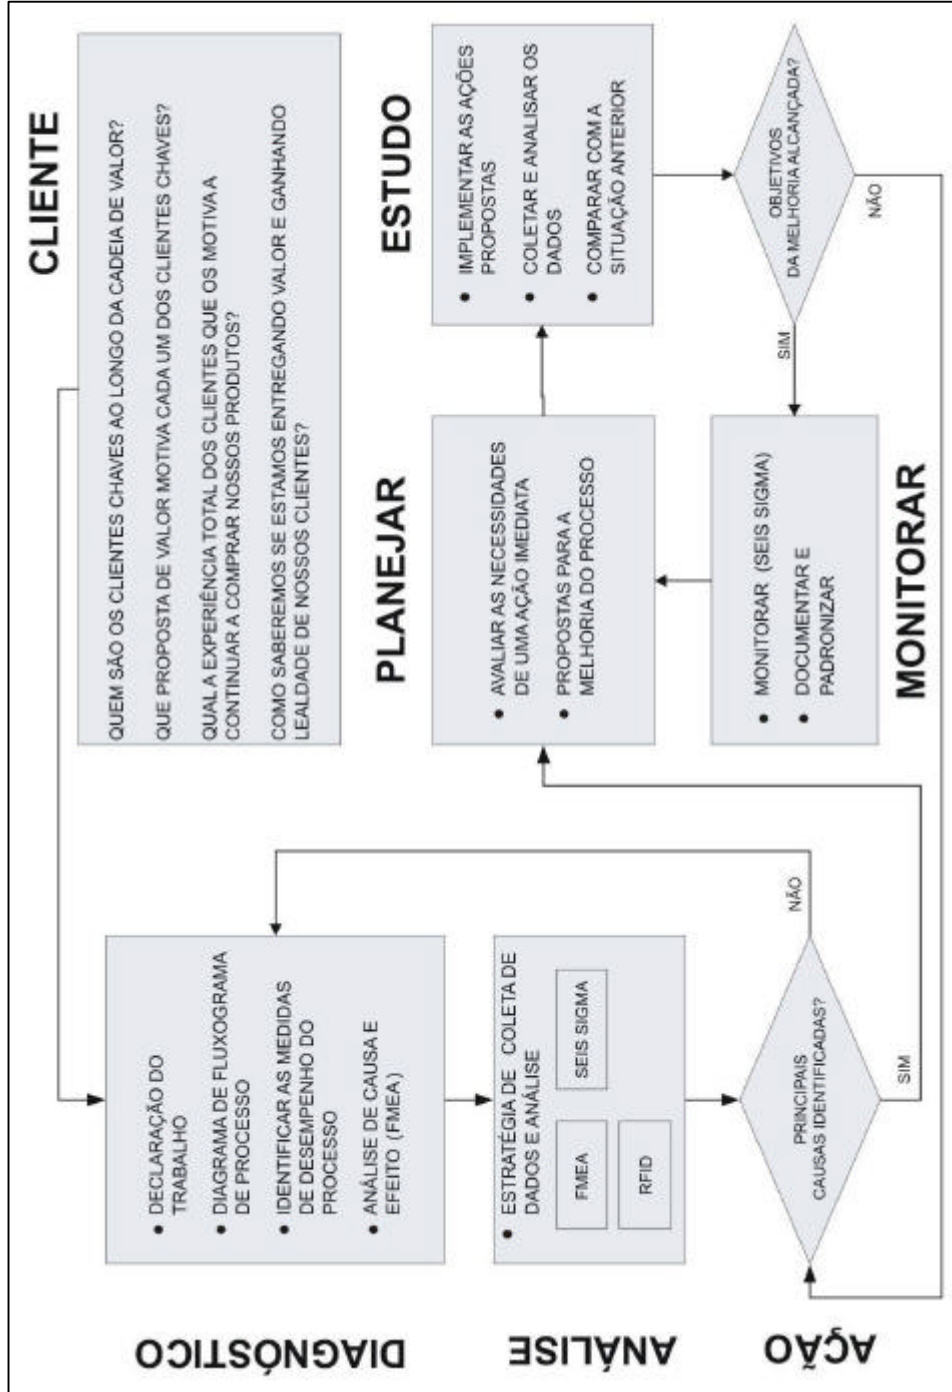 CLIENTE
QUEM SÃO OS CLIENTES CHAVES AO LONGO DA CADEIA DE VALOR?
QUE PROPOSTA DE VALOR MOTIVA CADA UM DOS CLIENTES CHAVES?
QUAL A EXPERIÊNCIA TOTAL DOS CLIENTES QUE OS MOTIVA A
CONTINUAR A COMPRAR NOSSOS PRODUTOS?
COMO SABEREMOS SE ESTAMOS ENTREGANDO VALOR E GANHANDO
LEALDADE DE NOSSOS CLIENTES?
DIAGNÓSTICO
• DECLARAÇÃO DO
TRABALHO
• DIAGRAMA DE FLUXOGRAMA
DE PROCESSO
• IDENTIFICAR AS MEDIDAS
DE DESEMPENHO DO
PROCESSO
• ANÁLISE DE CAUSA E
EFEITO (FMEA)
ANÁLISE
• ESTRATÉGIA DE COLETA DE
DADOS E ANÁLISE
FMEA
SEIS SIGMA
RFID
AÇÃO
PRINCIPAIS
CAUSAS IDENTIFICADAS?
NÃO
SIM
PLANEJAR
• AVALIAR AS NECESSIDADES
DE UMA AÇÃO IMEDIATA
• PROPOSTAS PARA A
MELHORIA DO PROCESSO
ESTUDO
• IMPLEMENTAR AS AÇÕES
PROPOSTAS
• COLETAR E ANALISAR OS
DADOS
• COMPARAR COM A
SITUAÇÃO ANTERIOR
OBJETIVOS
DA MELHORIA ALCANÇADA?
SIM
NÃO
• MONITORAR (SEIS SIGMA)
• DOCUMENTAR E
PADRONIZAR
MONITORAR